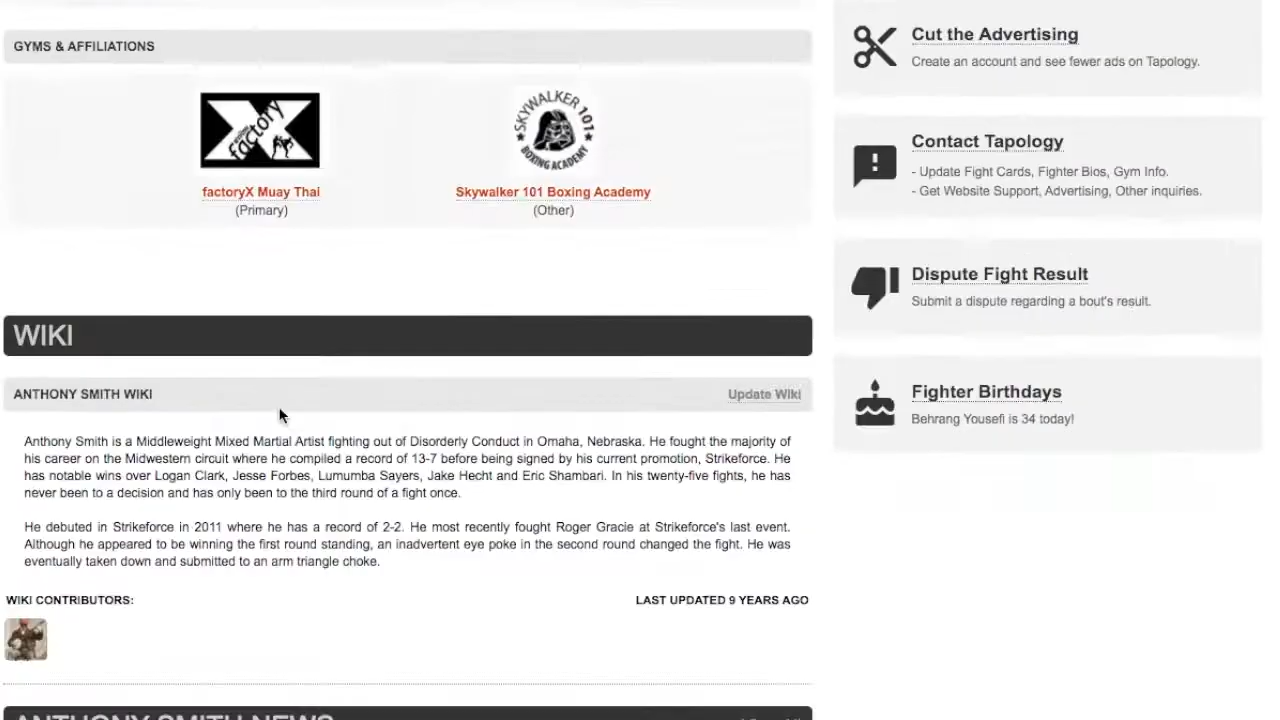 GYMS & AFFILIATIONS
factory X
SKYWALKER 101
BOXING ACADEMY
factoryX Muay Thai
(Primary)
Skywalker 101 Boxing Academy
(Other)
WIKI
ANTHONY SMITH WIKI
Update Wiki
Anthony Smith is a Middleweight Mixed Martial Artist fighting out of Disorderly Conduct in Omaha, Nebraska. He fought the majority of
his career on the Midwestern circuit where he compiled a record of 13-7 before being signed by his current promotion, Strikeforce. He
has notable wins over Logan Clark, Jesse Forbes, Lumumba Sayers, Jake Hecht and Eric Shambari. In his twenty-five fights, he has
never been to a decision and has only been to the third round of a fight once.
He debuted in Strikeforce in 2011 where he has a record of 2-2. He most recently fought Roger Gracie at Strikeforce's last event.
Although he appeared to be winning the first round standing, an inadvertent eye poke in the second round changed the fight. He was
eventually taken down and submitted to an arm triangle choke.
WIKI CONTRIBUTORS:
LAST UPDATED 9 YEARS AGO
ANTHONY SMITH NEWS
Cut the Advertising
Create an account and see fewer ads on Tapology.
Contact Tapology
- Update Fight Cards, Fighter Bios, Gym Info.
- Get Website Support, Advertising, Other inquiries.
Dispute Fight Result
Submit a dispute regarding a bout's result.
Fighter Birthdays
Behrang Yousefi is 34 today!